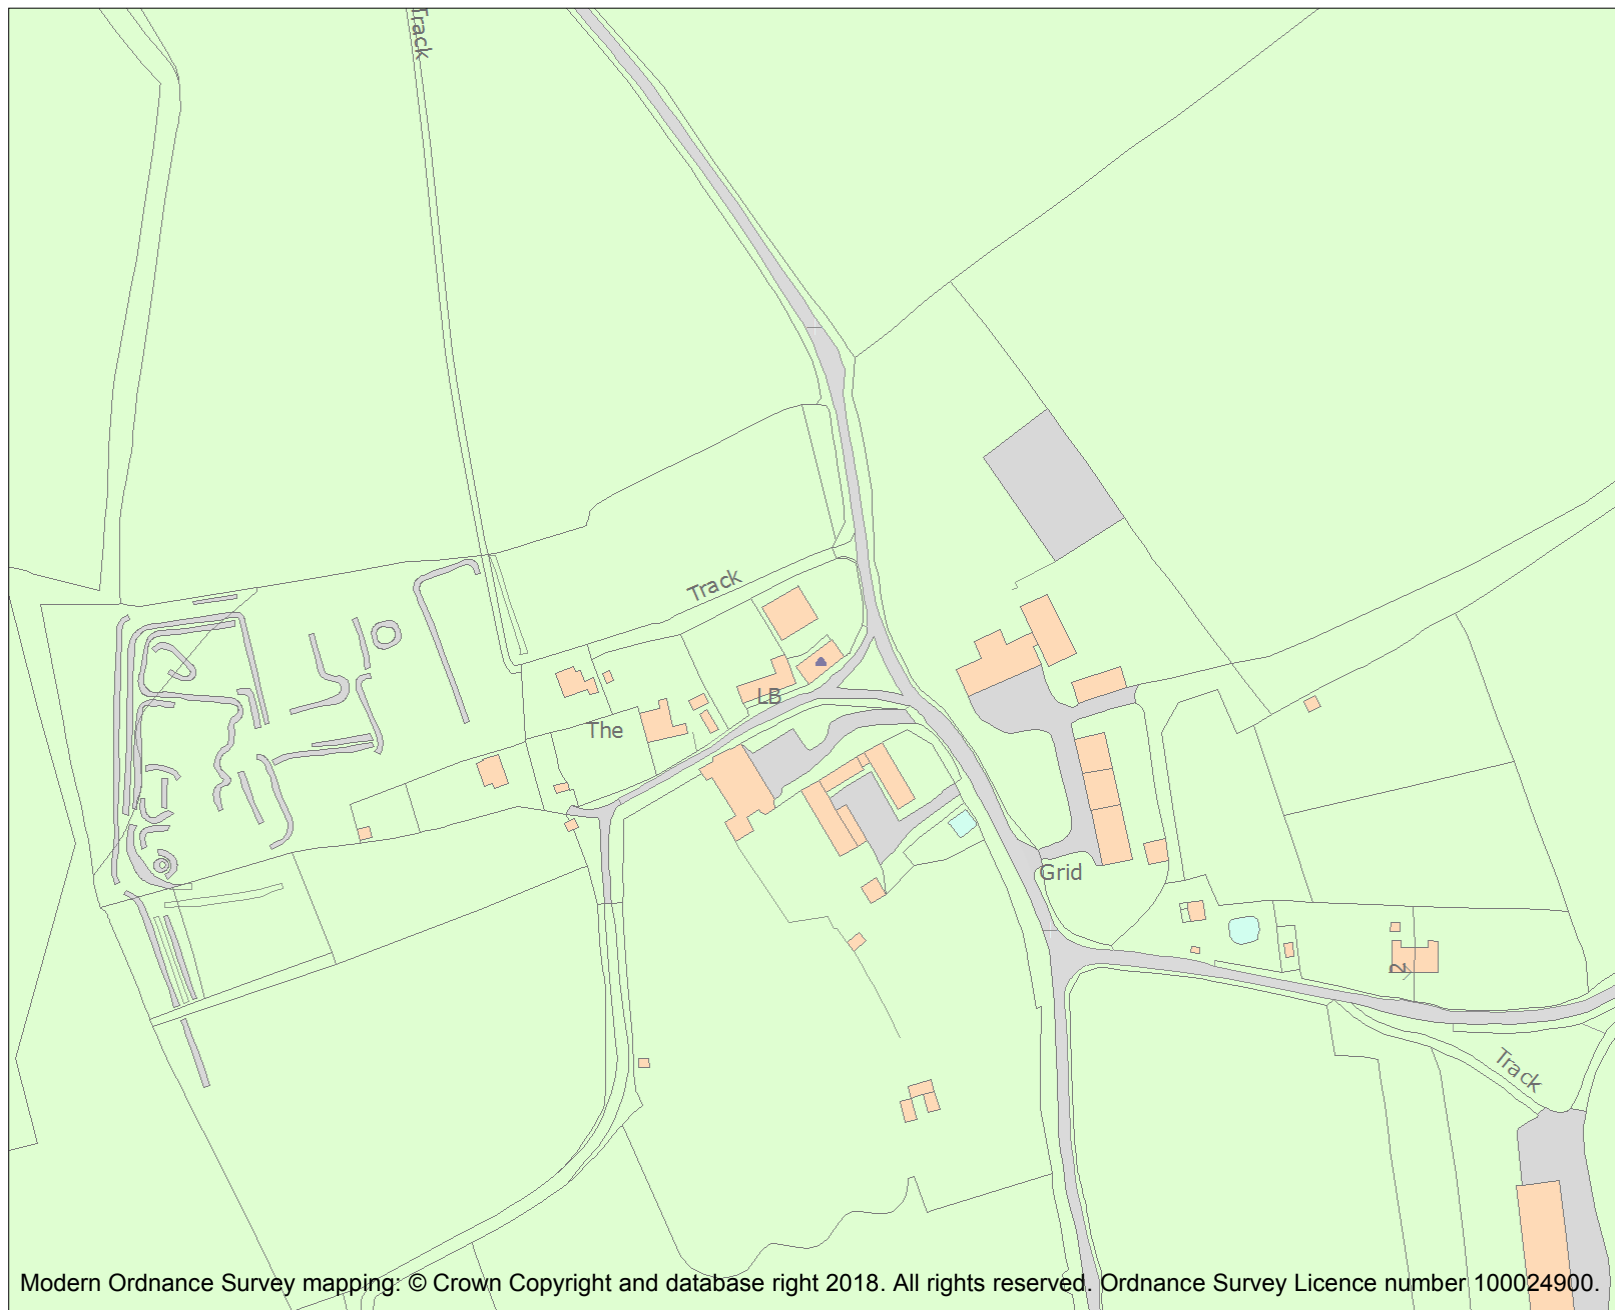 Track
Track
LB
The
Grid
2
Track
Modern Ordnance Survey mapping: © Crown Copyright and database right 2018. All rights reserved. Ordnance Survey Licence number 100024900.